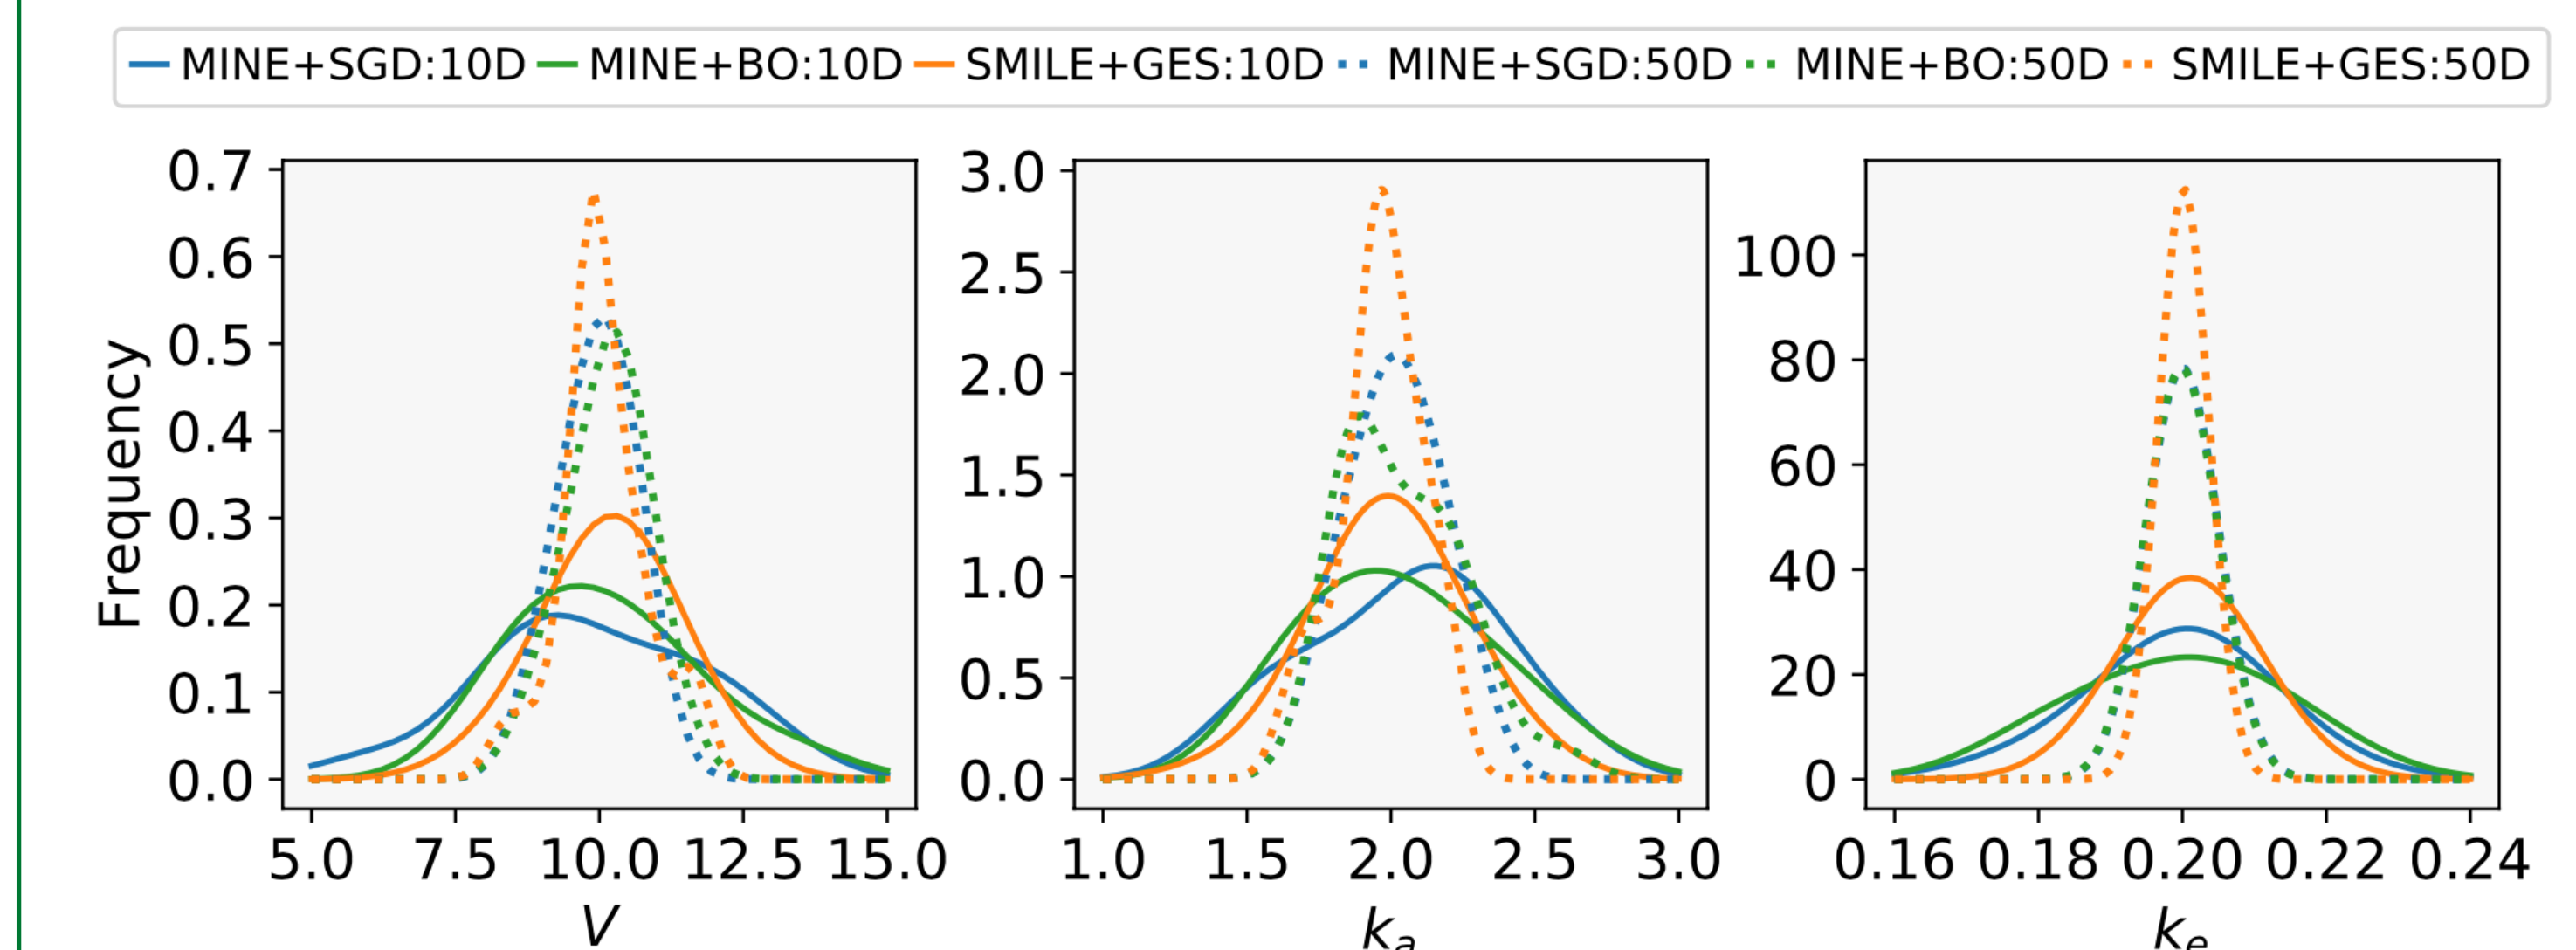 MINE+SGD:10D MINE+BO:10D SMILE+GES:10D MINE+SGD:50D MINE+BO:50D SMILE+GES:50D
Frequency
0.7
0.6
0.5
0.4
0.3
0.2
0.1
0.0
5.0 7.5 10.0 12.5 15.0
V
3.0
2.5
2.0
1.5
1.0
0.5
0.0
1.0 1.5 2.0 2.5 3.0
k_a
100
80
60
40
20
0
0.16 0.18 0.20 0.22 0.24
k_e